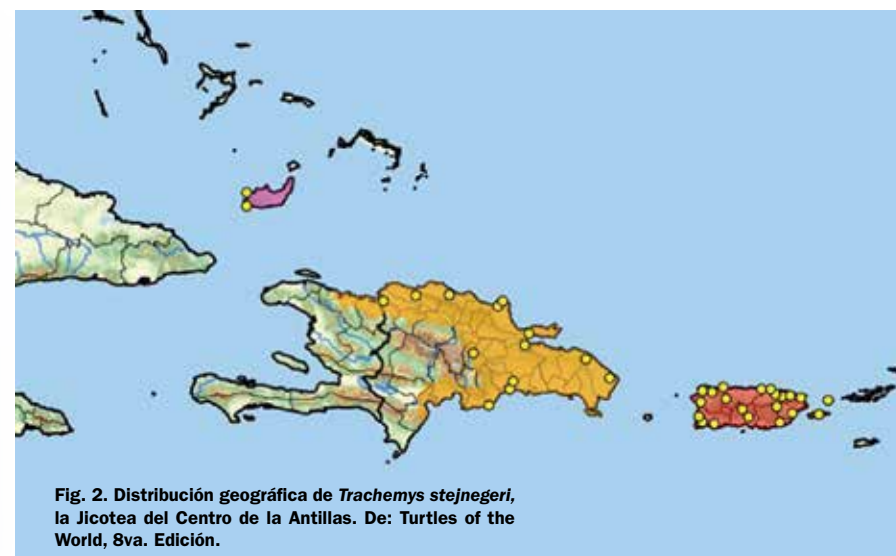 Fig. 2. Distribución geográfica de Trachemys stejnegeri,
la Jicotea del Centro de la Antillas. De: Turtles of the
World, 8va. Edición.